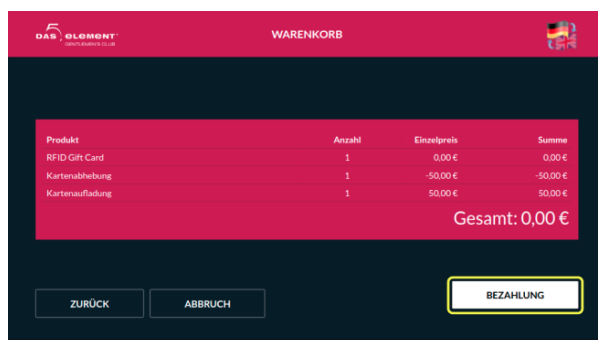 DAS 5 ELEMENT
GENTLEMEN'S CLUB
WARENKORB
Produkt Anzahl Einzelpreis Summe
RFID Gift Card 1 0,00 € 0,00 €
Kartenabhebung 1 -50,00 € -50,00 €
Kartenaufladung 1 50,00 € 50,00 €
Gesamt: 0,00 €
ZURÜCK ABBRUCH BEZAHLUNG